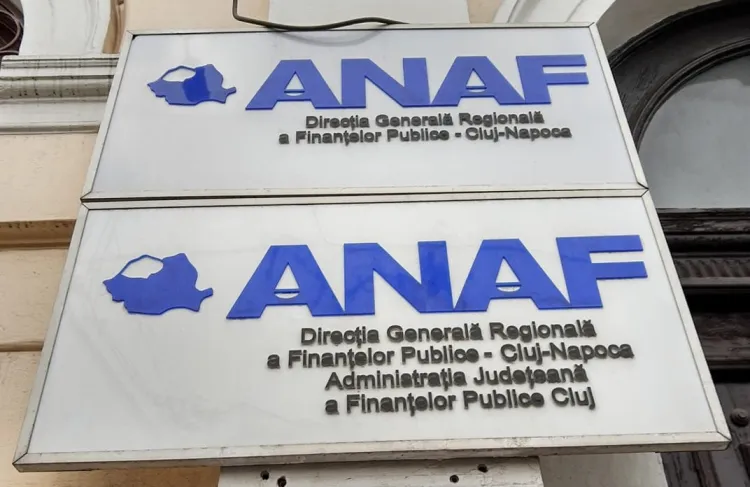 ANAF
Direcția Generală Regională
a Finanțelor Publice - Cluj-Napoca
ANAF
Direcția Generală Regională
a Finanțelor Publice - Cluj-Napoca
Administrația Județeană
a Finanțelor Publice Cluj